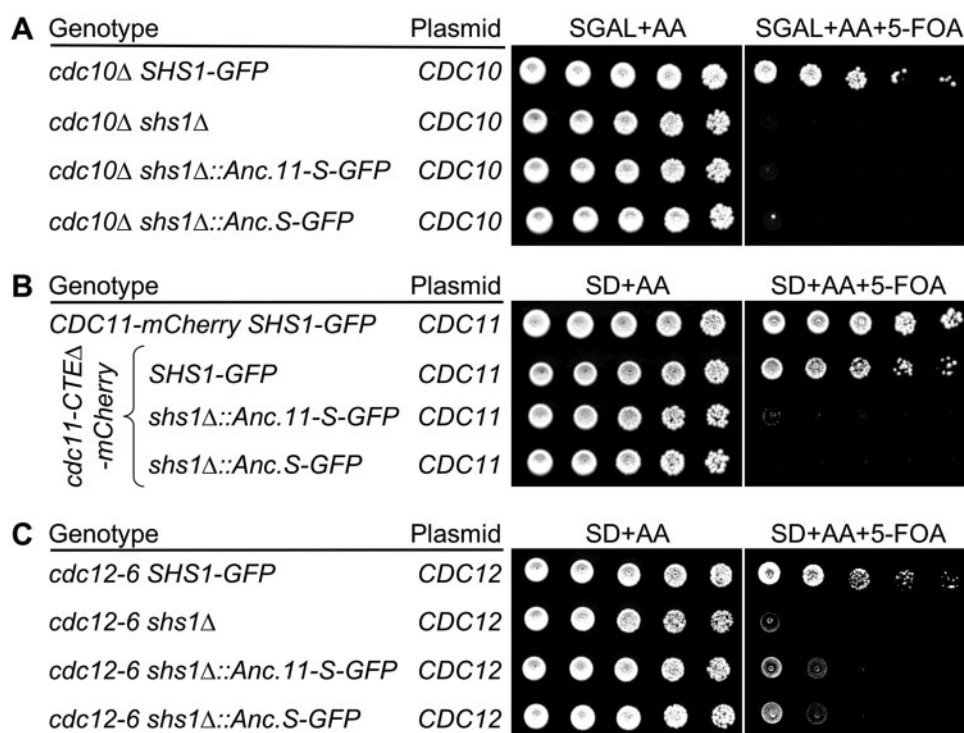 A Genotype Plasmid SGAL+AA SGAL+AA+5-FOA
cdc10Δ SHS1-GFP CDC10
cdc10Δ shs1Δ CDC10
cdc10Δ shs1Δ::Anc.11-S-GFP CDC10
cdc10Δ shs1Δ::Anc.S-GFP CDC10
B Genotype Plasmid SD+AA SD+AA+5-FOA
CDC11-mCherry SHS1-GFP CDC11
cdc11-CTEΔ
-mCherry
SHS1-GFP CDC11
shs1Δ::Anc.11-S-GFP CDC11
shs1Δ::Anc.S-GFP CDC11
C Genotype Plasmid SD+AA SD+AA+5-FOA
cdc12-6 SHS1-GFP CDC12
cdc12-6 shs1Δ CDC12
cdc12-6 shs1Δ::Anc.11-S-GFP CDC12
cdc12-6 shs1Δ::Anc.S-GFP CDC12